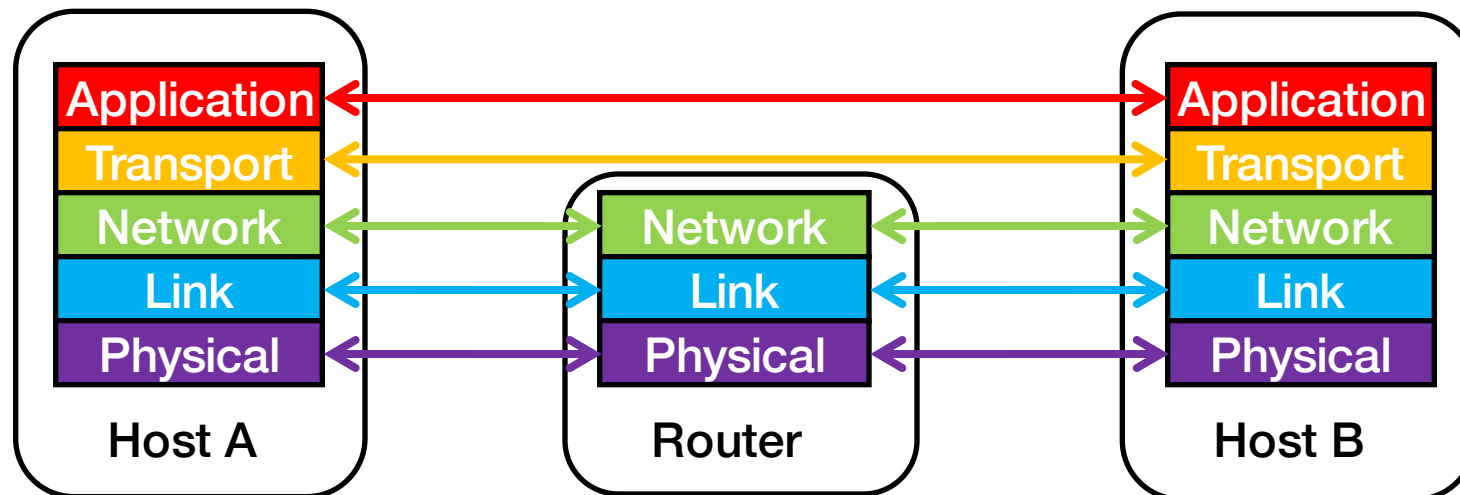 Application
Transport
Network
Link
Physical
Host A
Network
Link
Physical
Router
Application
Transport
Network
Link
Physical
Host B